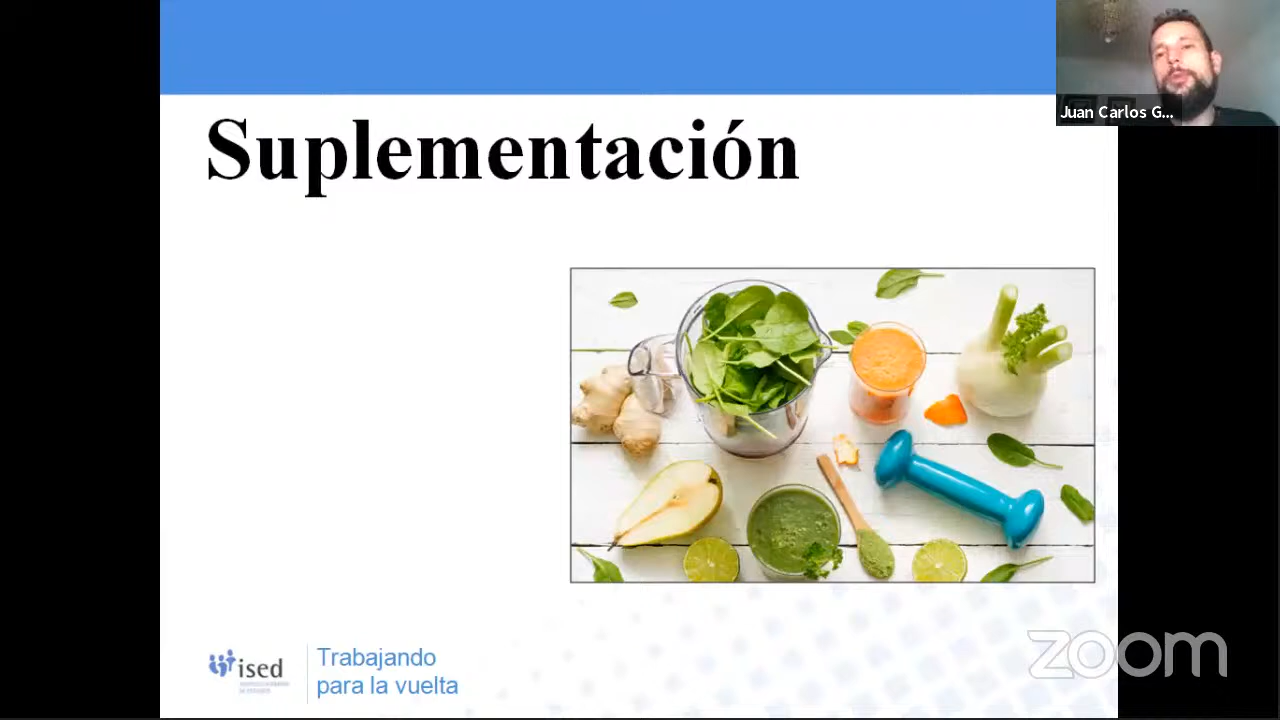 Juan Carlos G...
Suplementación
ised
Trabajando
para la vuelta
zoom